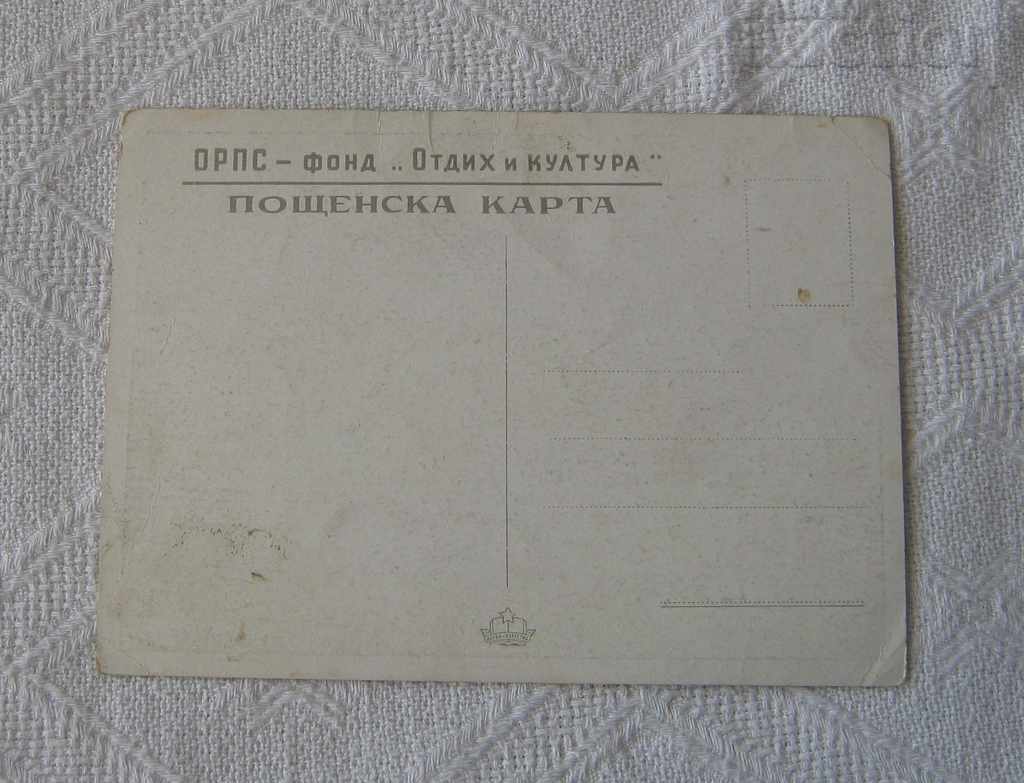 ОРПС – ФОНД „ОТДИХ И КУЛТУРА"
ПОЩЕНСКА КАРТА